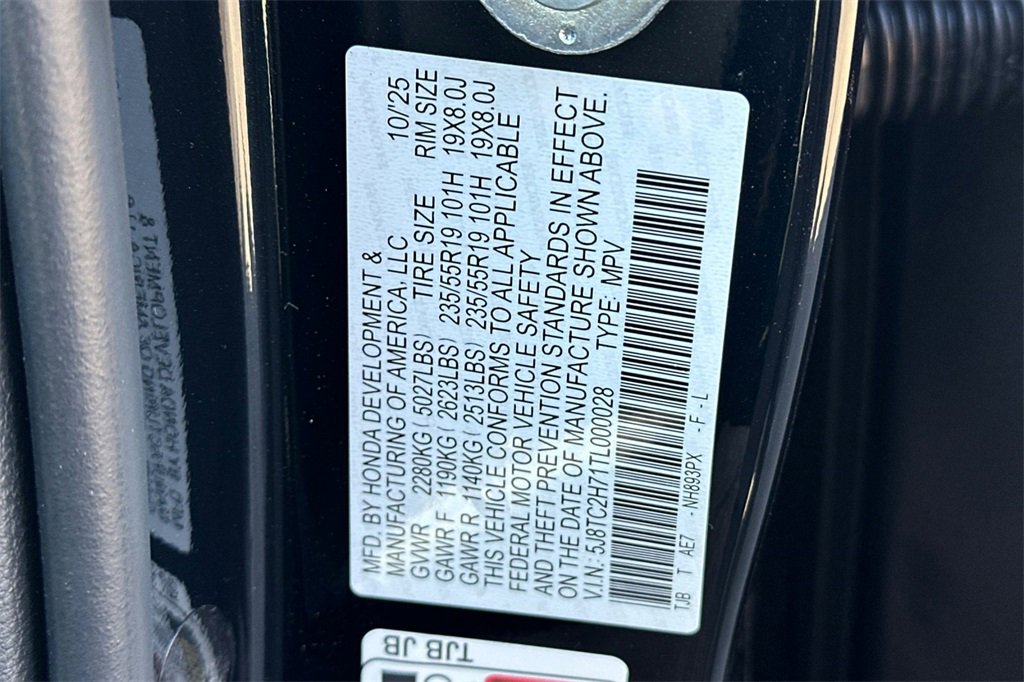 MFD. BY HONDA DEVELOPMENT & 10/'25
MANUFACTURING OF AMERICA, LLC
TIRE SIZE RIM SIZE
GVWR 2280KG ( 5027LBS)
GAWR F 1190KG ( 2623LBS) 235/55R19 101H 19X8.0J
GAWR R 1140KG ( 2513LBS) 235/55R19 101H 19X8.0J
THIS VEHICLE CONFORMS TO ALL APPLICABLE
FEDERAL MOTOR VEHICLE SAFETY
AND THEFT PREVENTION STANDARDS IN EFFECT
ON THE DATE OF MANUFACTURE SHOWN ABOVE.
V.I.N: 5J8TC2H71TL000028 TYPE: MPV
TJB T AE7 -NH893PX -F-L
TJB JB